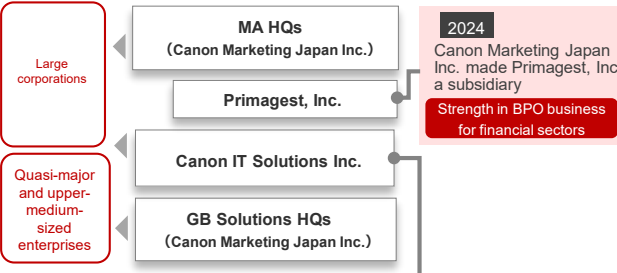 Large
corporations
MA HQs
（Canon Marketing Japan Inc.）
Primagest, Inc.
2024
Canon Marketing Japan
Inc. made Primagest, Inc
a subsidiary
Strength in BPO business
for financial sectors
Canon IT Solutions Inc.
Quasi-major
and upper-
medium-
sized
enterprises
GB Solutions HQs
（Canon Marketing Japan Inc.）